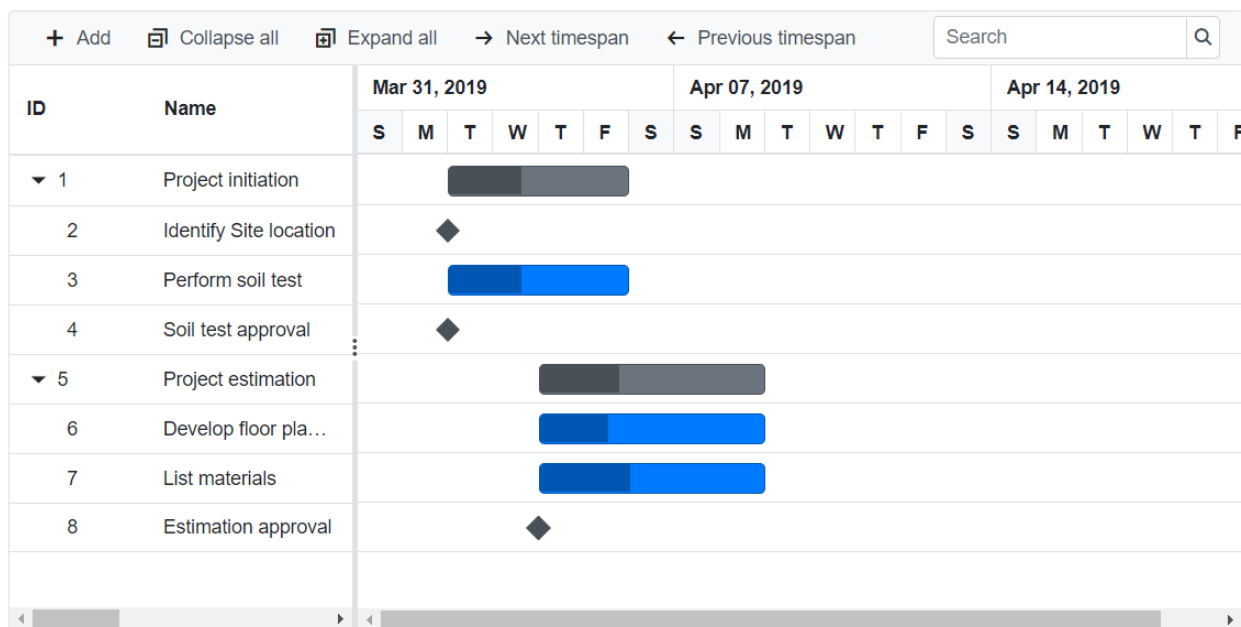 Add Collapse all Expand all Next timespan Previous timespan Search
ID Name
Mar 31, 2019 Apr 07, 2019 Apr 14, 2019
S M T W T F S S M T W T F S S M T W T F
1 Project initiation
2 Identify Site location
3 Perform soil test
4 Soil test approval
5 Project estimation
6 Develop floor pla...
7 List materials
8 Estimation approval